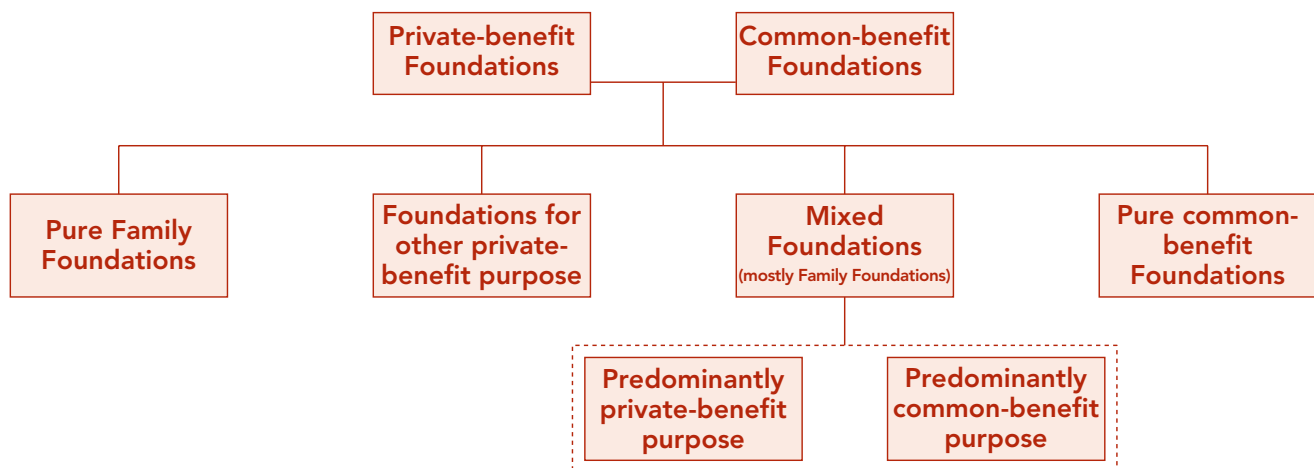 Private-benefit
Foundations
Common-benefit
Foundations
Pure Family
Foundations
Foundations for
other private-
benefit purpose
Mixed
Foundations
(mostly Family Foundations)
Pure common-
benefit
Foundations
Predominantly
private-benefit
purpose
Predominantly
common-benefit
purpose